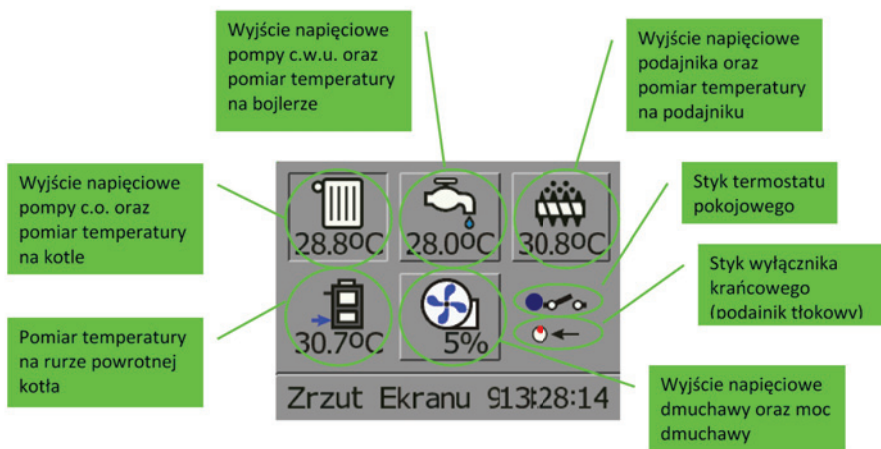 Wyjście napięciowe
pompy c.w.u. oraz
pomiar temperatury
na bojlerze
Wyjście napięciowe
podajnika oraz
pomiar temperatury
na podajniku
Wyjście napięciowe
pompy c.o. oraz
pomiar temperatury
na kotle
Styk termostatu
pokojowego
Styk wyłącznika
krańcowego
(podajnik tłokowy)
Pomiar temperatury
na rurze powrotnej
kotła
Wyjście napięciowe
dmuchawy oraz moc
dmuchawy
28.8ºC 28.0ºC 30.8ºC
30.7ºC 5%
Zrzut Ekranu 913:28:14